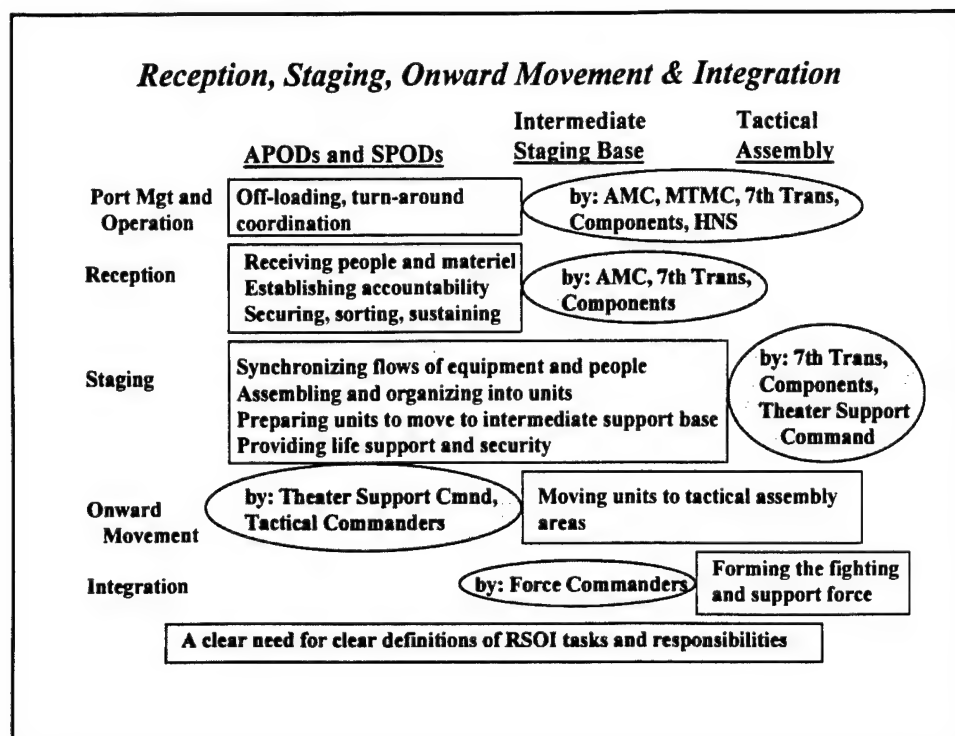 Reception, Staging, Onward Movement & Integration
APODs and SPODs
Intermediate
Staging Base
Tactical
Assembly
Port Mgt and
Operation
Off-loading, turn-around
coordination
by: AMC, MTMC, 7th Trans,
Components, HNS
Reception
Receiving people and materiel
Establishing accountability
Securing, sorting, sustaining
by: AMC, 7th Trans,
Components
Staging
Synchronizing flows of equipment and people
Assembling and organizing into units
Preparing units to move to intermediate support base
Providing life support and security
by: 7th Trans,
Components,
Theater Support
Command
Onward
Movement
by: Theater Support Cmnd,
Tactical Commanders
Moving units to tactical assembly
areas
Integration
by: Force Commanders
Forming the fighting
and support force
A clear need for clear definitions of RSOI tasks and responsibilities